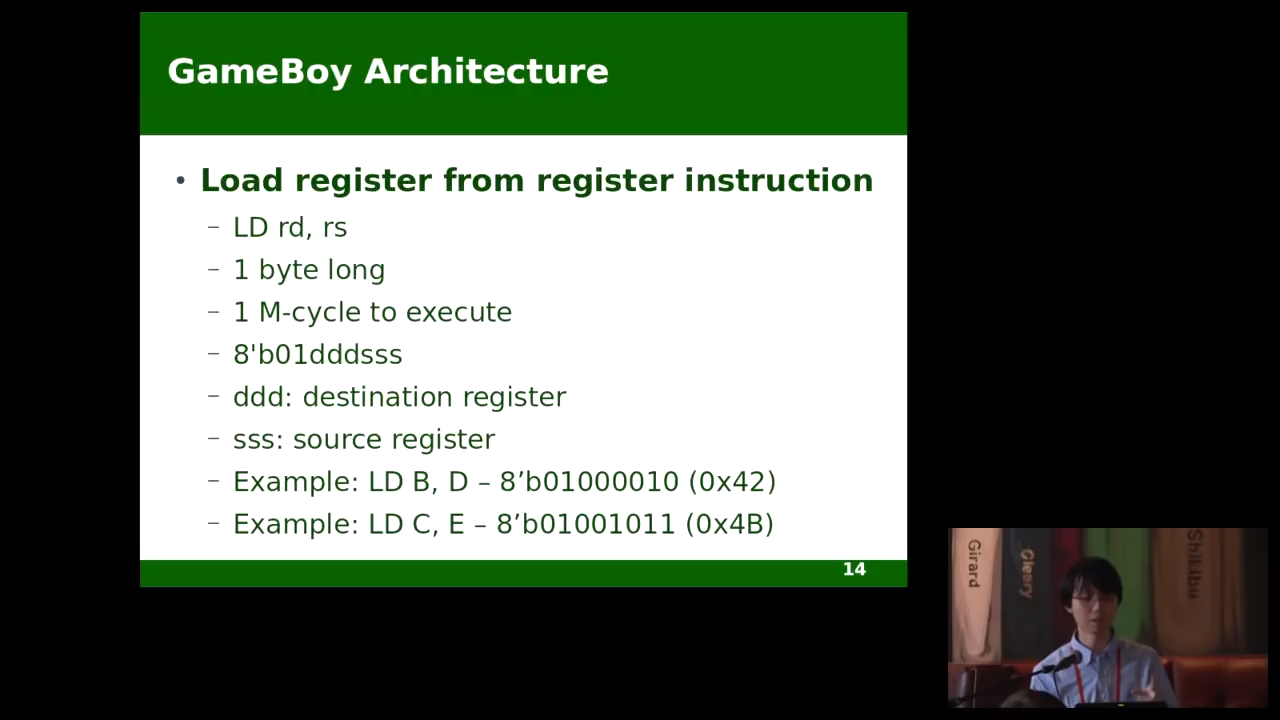 GameBoy Architecture
• Load register from register instruction
– LD rd, rs
– 1 byte long
– 1 M-cycle to execute
– 8'b01dddsss
– ddd: destination register
– sss: source register
– Example: LD B, D – 8’b01000010 (0x42)
– Example: LD C, E – 8’b01001011 (0x4B)
14
Girard
Cleary